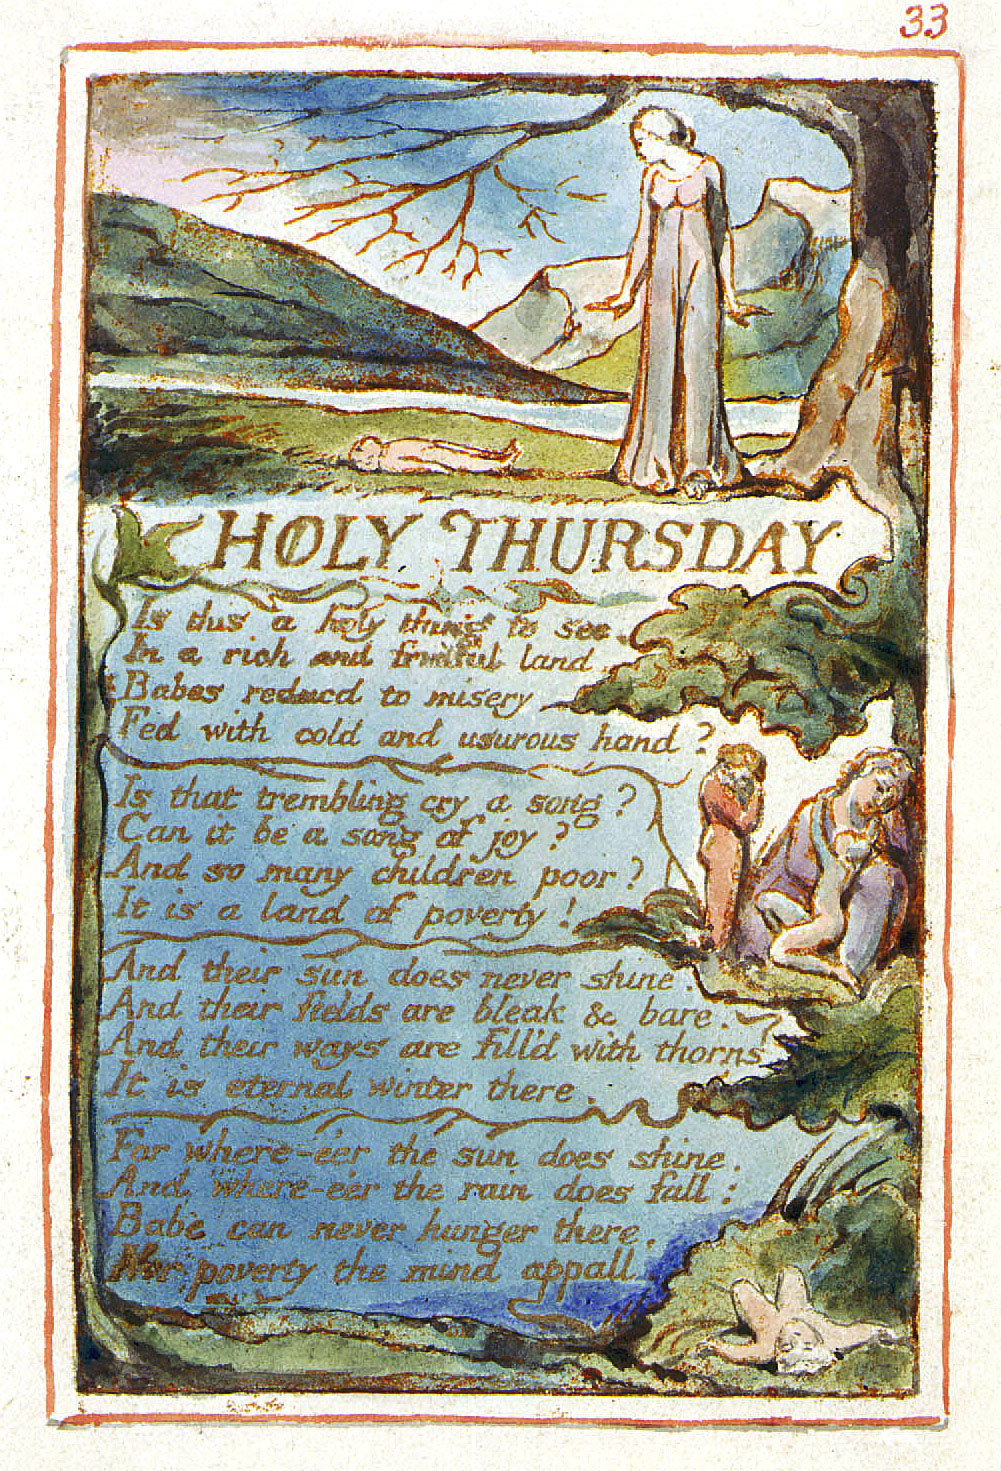 33
HOLY THURSDAY
Is this a holy thing to see.
In a rich and fruitful land.
Babes reducd to misery
Fed with cold and usurous hand?
Is that trembling cry a song?
Can it be a song of joy?
And so many children poor?
It is a land of poverty!
And their sun does never shine.
And their fields are bleak & bare.
And their ways are fill'd with thorns
It is eternal winter there.
For where-e'er the sun does shine.
And where-e'er the rain does fall:
Babe can never hunger there.
Nor poverty the mind appall.